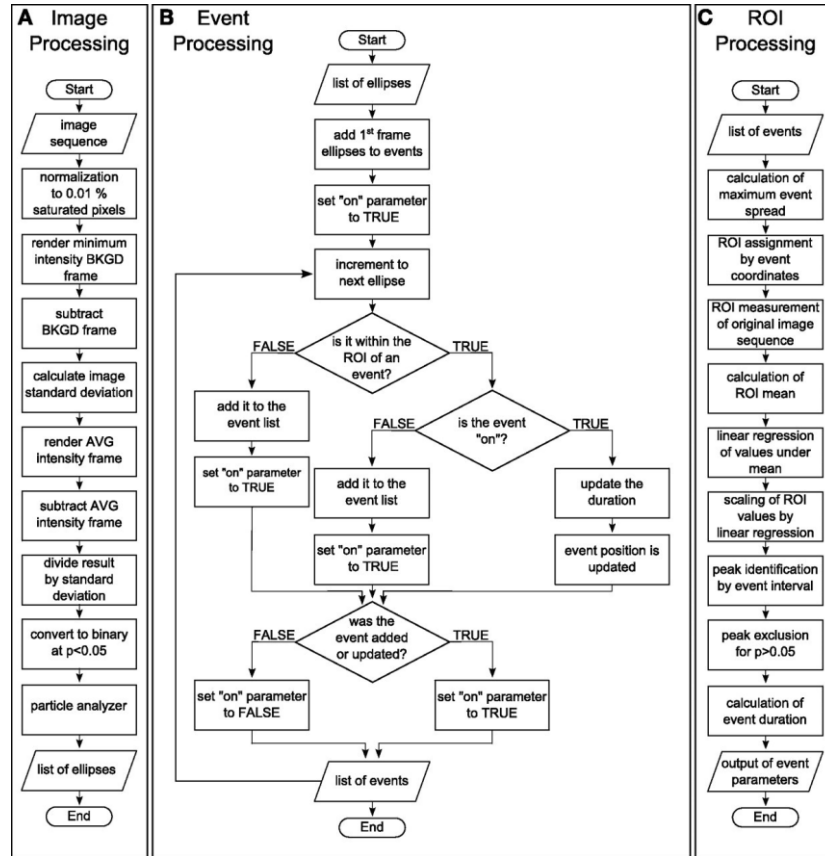 A Image
Processing
Start
image
sequence
normalization
to 0.01 %
saturated pixels
render minimum
intensity BKGD
frame
subtract
BKGD frame
calculate image
standard deviation
render AVG
intensity frame
subtract AVG
intensity frame
divide result
by standard
deviation
convert to binary
at p<0.05
particle analyzer
list of ellipses
End
B Event
Processing
Start
list of ellipses
add 1st frame
ellipses to events
set "on" parameter
to TRUE
increment to
next ellipse
is it within the
ROI of an
event?
FALSE
TRUE
add it to the
event list
set "on" parameter
to TRUE
is the event
"on"?
FALSE
TRUE
add it to the
event list
set "on" parameter
to TRUE
update the
duration
event position is
updated
was the
event added
or updated?
FALSE
TRUE
set "on" parameter
to FALSE
set "on" parameter
to TRUE
list of events
End
C ROI
Processing
Start
list of events
calculation of
maximum event
spread
ROI assignment
by event
coordinates
ROI measurement
of original image
sequence
calculation of
ROI mean
linear regression
of values under
mean
scaling of ROI
values by linear
regression
peak identification
by event interval
peak exclusion
for p>0.05
calculation of
event duration
output of event
parameters
End